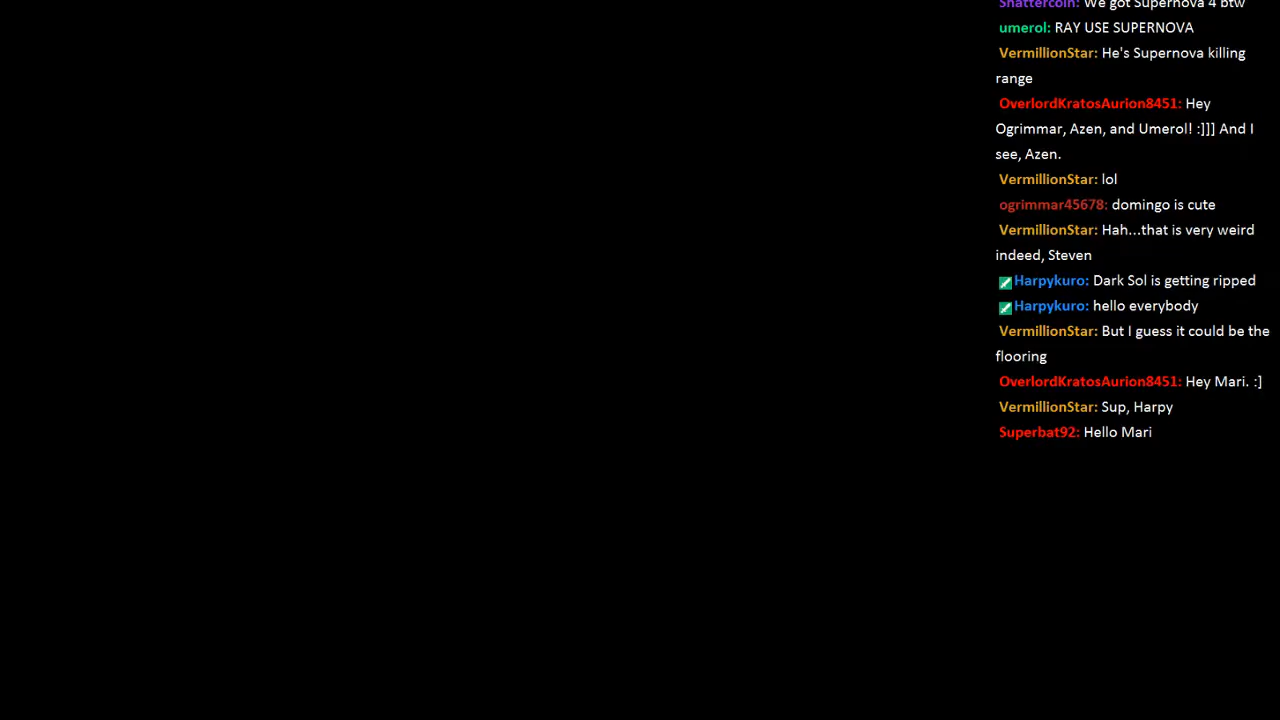 Shattercoin: We got Supernova 4 btw
umerol: RAY USE SUPERNOVA
VermillionStar: He's Supernova killing
range
OverlordKratosAurion8451: Hey
Ogrimmar, Azen, and Umerol! :]]] And I
see, Azen.
VermillionStar: lol
ogrimmar45678: domingo is cute
VermillionStar: Hah...that is very weird
indeed, Steven
Harpykuro: Dark Sol is getting ripped
Harpykuro: hello everybody
VermillionStar: But I guess it could be the
flooring
OverlordKratosAurion8451: Hey Mari. :]
VermillionStar: Sup, Harpy
Superbat92: Hello Mari